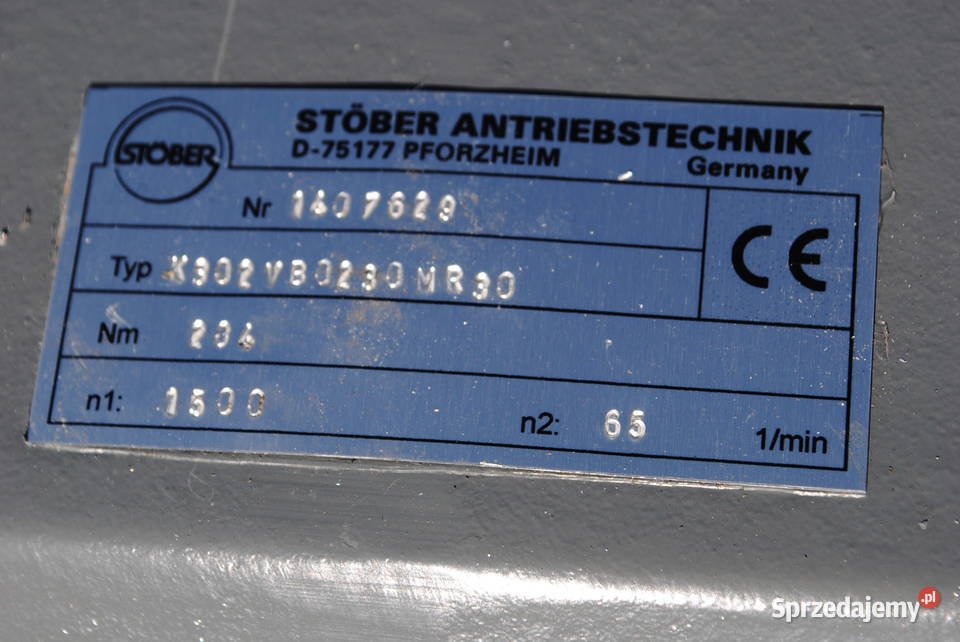 STÖBER
STÖBER ANTRIEBSTECHNIK
D-75177 PFORZHEIM
Germany
Nr 1407629
CE
Typ K302VB0230MR30
Nm 204
n1: 1500 n2: 65 1/min
Sprzedajemy.pl